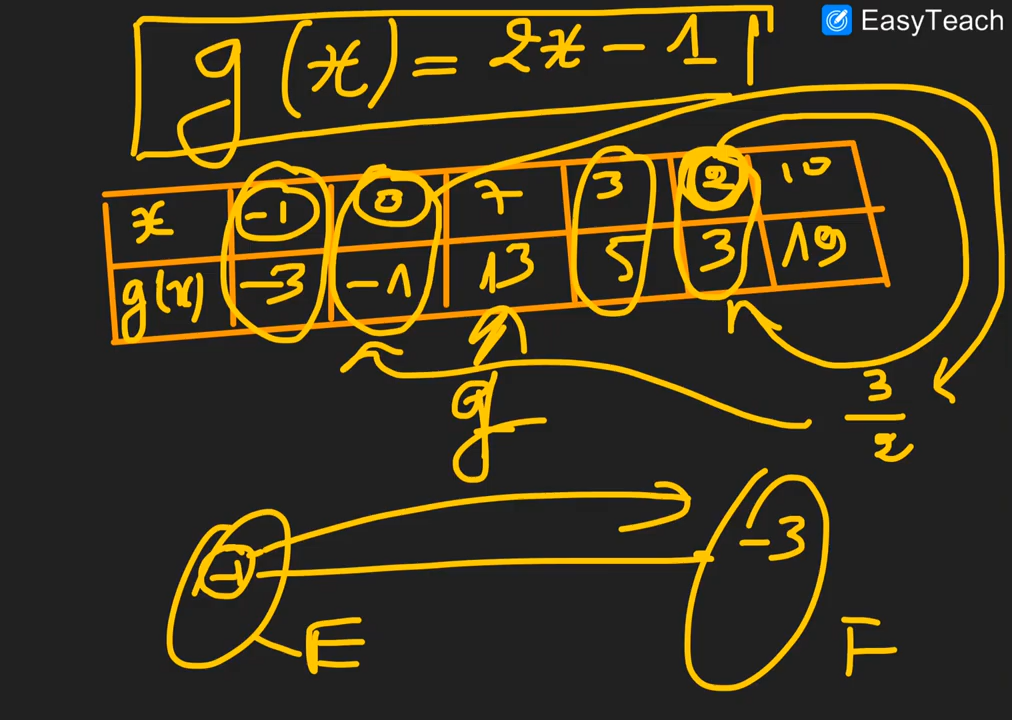 EasyTeach
g(x) = 2x - 1
x -1 0 7 3 2 10
g(x) -3 -1 13 5 3 19
g
3/2
-1 -3
E F